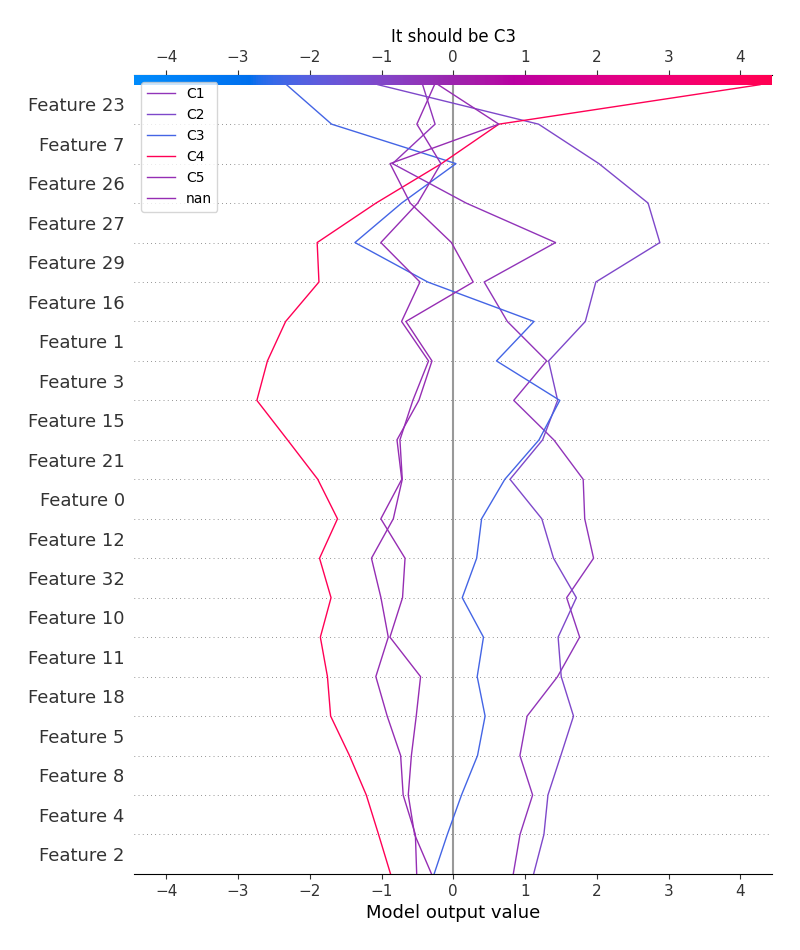 It should be C3
−4 −3 −2 −1 0 1 2 3 4
C1
C2
C3
C4
C5
nan
Feature 23
Feature 7
Feature 26
Feature 27
Feature 29
Feature 16
Feature 1
Feature 3
Feature 15
Feature 21
Feature 0
Feature 12
Feature 32
Feature 10
Feature 11
Feature 18
Feature 5
Feature 8
Feature 4
Feature 2
−4 −3 −2 −1 0 1 2 3 4
Model output value